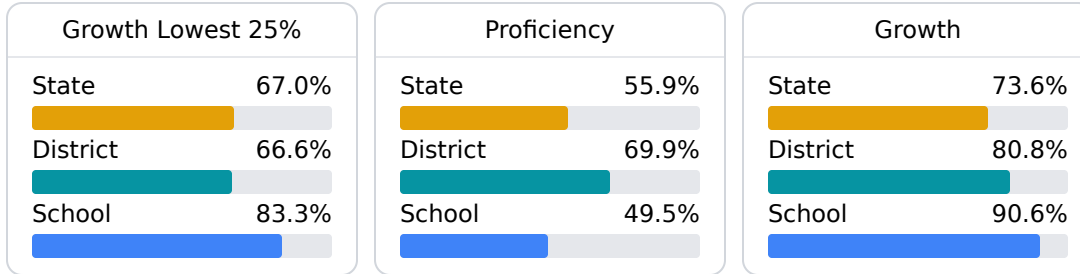 Growth Lowest 25%
State 67.0%
District 66.6%
School 83.3%
Proficiency
State 55.9%
District 69.9%
School 49.5%
Growth
State 73.6%
District 80.8%
School 90.6%